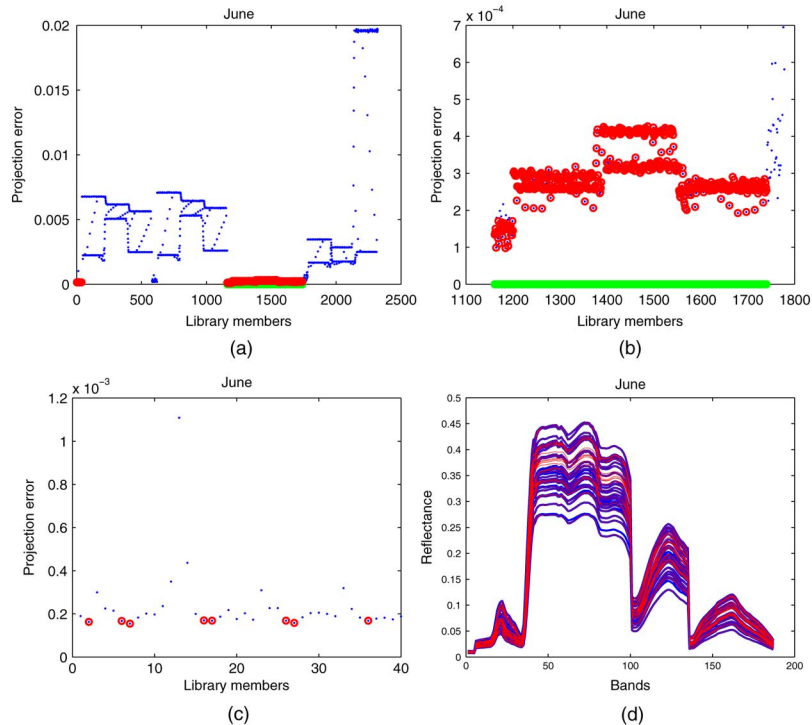 June
0.02
0.015
0.01
0.005
0
0 500 1000 1500 2000 2500
Projection error
Library members
(a)
June
x 10⁻⁴
7
6
5
4
3
2
1
0
1100 1200 1300 1400 1500 1600 1700 1800
Projection error
Library members
(b)
June
x 10⁻³
1.2
1
0.8
0.6
0.4
0.2
0
0 10 20 30 40
Projection error
Library members
(c)
June
0.5
0.45
0.4
0.35
0.3
0.25
0.2
0.15
0.1
0.05
0
0 50 100 150 200
Reflectance
Bands
(d)